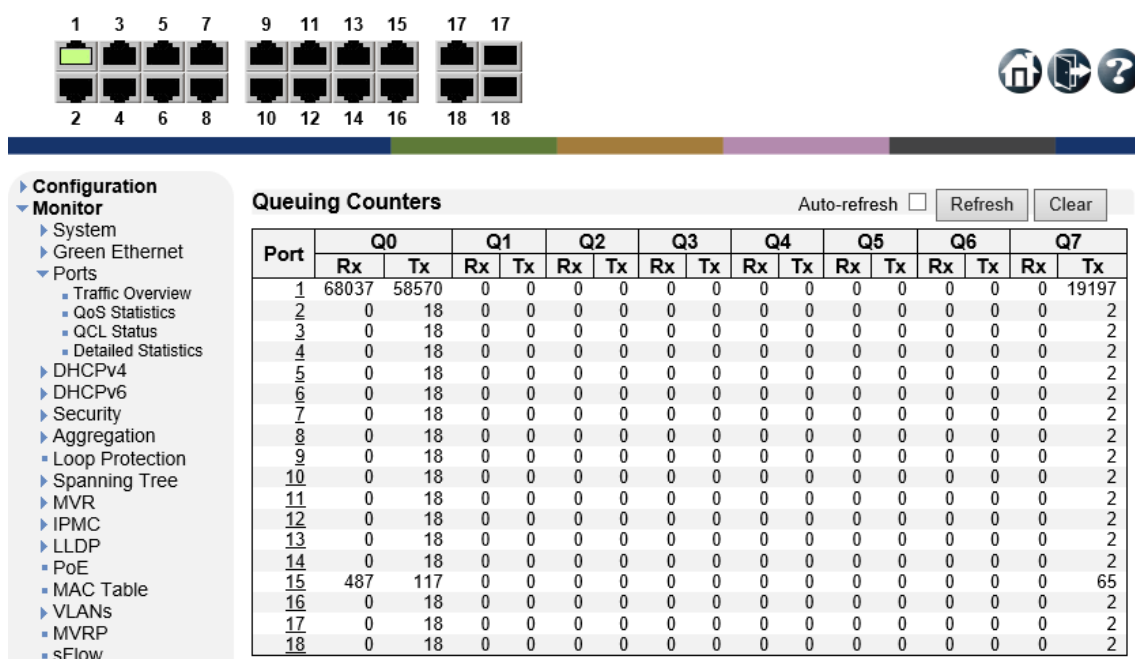 1 3 5 7 9 11 13 15 17 17
2 4 6 8 10 12 14 16 18 18
?
Configuration
Monitor
System
Green Ethernet
Ports
Traffic Overview
QoS Statistics
QCL Status
Detailed Statistics
DHCPv4
DHCPv6
Security
Aggregation
Loop Protection
Spanning Tree
MVR
IPMC
LLDP
PoE
MAC Table
VLANs
MVRP
sFlow
Queuing Counters
Auto-refresh Refresh Clear
Port Q0 Q1 Q2 Q3 Q4 Q5 Q6 Q7
Rx Tx Rx Tx Rx Tx Rx Tx Rx Tx Rx Tx Rx Tx Rx Tx
1 68037 58570 0 0 0 0 0 0 0 0 0 0 0 0 0 19197
2 0 18 0 0 0 0 0 0 0 0 0 0 0 0 0 2
3 0 18 0 0 0 0 0 0 0 0 0 0 0 0 0 2
4 0 18 0 0 0 0 0 0 0 0 0 0 0 0 0 2
5 0 18 0 0 0 0 0 0 0 0 0 0 0 0 0 2
6 0 18 0 0 0 0 0 0 0 0 0 0 0 0 0 2
7 0 18 0 0 0 0 0 0 0 0 0 0 0 0 0 2
8 0 18 0 0 0 0 0 0 0 0 0 0 0 0 0 2
9 0 18 0 0 0 0 0 0 0 0 0 0 0 0 0 2
10 0 18 0 0 0 0 0 0 0 0 0 0 0 0 0 2
11 0 18 0 0 0 0 0 0 0 0 0 0 0 0 0 2
12 0 18 0 0 0 0 0 0 0 0 0 0 0 0 0 2
13 0 18 0 0 0 0 0 0 0 0 0 0 0 0 0 2
14 0 18 0 0 0 0 0 0 0 0 0 0 0 0 0 2
15 487 117 0 0 0 0 0 0 0 0 0 0 0 0 0 65
16 0 18 0 0 0 0 0 0 0 0 0 0 0 0 0 2
17 0 18 0 0 0 0 0 0 0 0 0 0 0 0 0 2
18 0 18 0 0 0 0 0 0 0 0 0 0 0 0 0 2